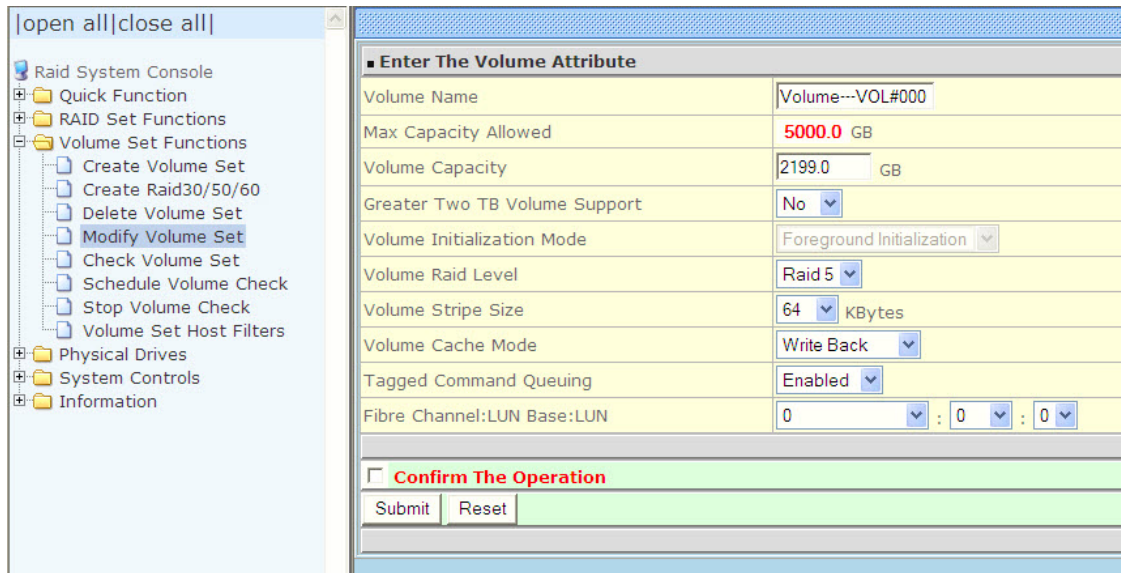 |open all|close all|
Raid System Console
Quick Function
RAID Set Functions
Volume Set Functions
Create Volume Set
Create Raid30/50/60
Delete Volume Set
Modify Volume Set
Check Volume Set
Schedule Volume Check
Stop Volume Check
Volume Set Host Filters
Physical Drives
System Controls
Information
Enter The Volume Attribute
Volume Name Volume---VOL#000
Max Capacity Allowed 5000.0 GB
Volume Capacity 2199.0 GB
Greater Two TB Volume Support No
Volume Initialization Mode Foreground Initialization
Volume Raid Level Raid 5
Volume Stripe Size 64 KBytes
Volume Cache Mode Write Back
Tagged Command Queuing Enabled
Fibre Channel:LUN Base:LUN 0 : 0 : 0
Confirm The Operation
Submit Reset